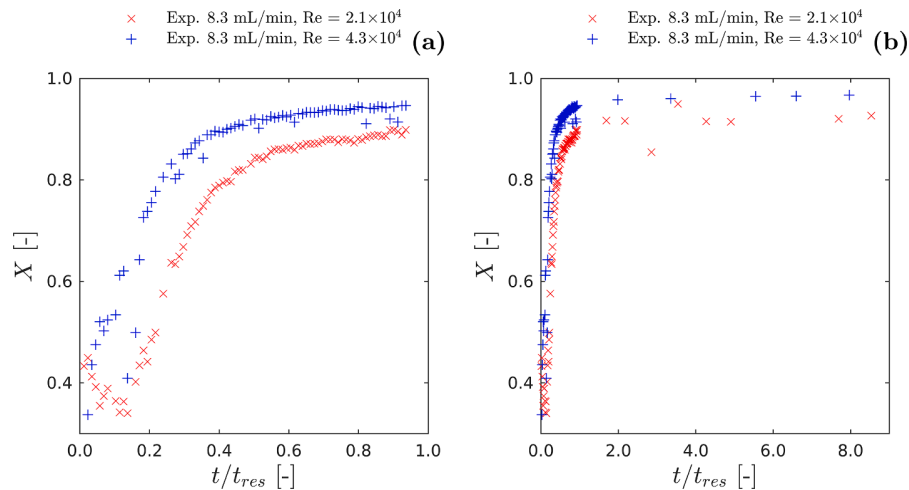 Exp. 8.3 mL/min, Re = 2.1×10⁴
Exp. 8.3 mL/min, Re = 4.3×10⁴
(a)
1.0
0.8
0.6
0.4
X [-]
0.0 0.2 0.4 0.6 0.8 1.0
t/t_res [-]
Exp. 8.3 mL/min, Re = 2.1×10⁴
Exp. 8.3 mL/min, Re = 4.3×10⁴
(b)
1.0
0.8
0.6
0.4
X [-]
0.0 2.0 4.0 6.0 8.0
t/t_res [-]